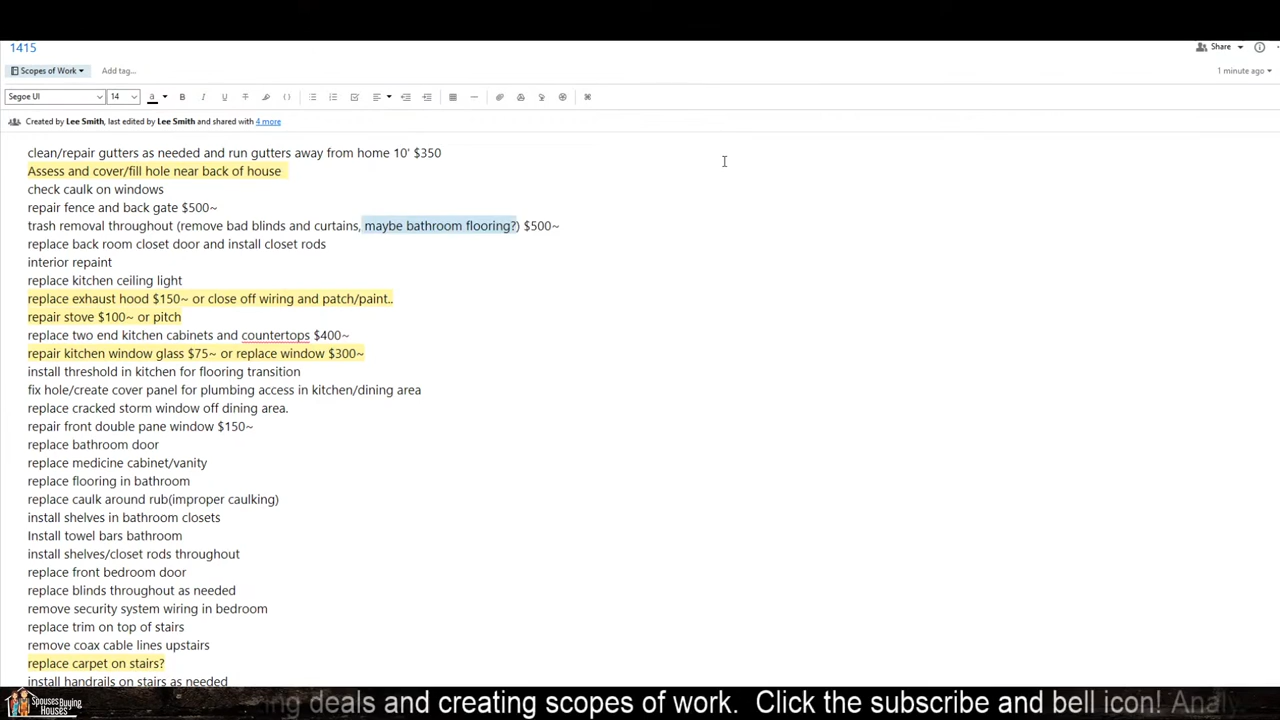 1415
Share
Scopes of Work Add tag...
1 minute ago
Segoe UI 14 a B I U T
Created by Lee Smith, last edited by Lee Smith and shared with 4 more
clean/repair gutters as needed and run gutters away from home 10' $350
Assess and cover/fill hole near back of house
check caulk on windows
repair fence and back gate $500~
trash removal throughout (remove bad blinds and curtains, maybe bathroom flooring?) $500~
replace back room closet door and install closet rods
interior repaint
replace kitchen ceiling light
replace exhaust hood $150~ or close off wiring and patch/paint..
repair stove $100~ or pitch
replace two end kitchen cabinets and countertops $400~
repair kitchen window glass $75~ or replace window $300~
install threshold in kitchen for flooring transition
fix hole/create cover panel for plumbing access in kitchen/dining area
replace cracked storm window off dining area.
repair front double pane window $150~
replace bathroom door
replace medicine cabinet/vanity
replace flooring in bathroom
replace caulk around rub(improper caulking)
install shelves in bathroom closets
Install towel bars bathroom
install shelves/closet rods throughout
replace front bedroom door
replace blinds throughout as needed
remove security system wiring in bedroom
replace trim on top of stairs
remove coax cable lines upstairs
replace carpet on stairs?
install handrails on stairs as needed
Spouses Buying Houses
ing deals and creating scopes of work. Click the subscribe and bell icon! Analy